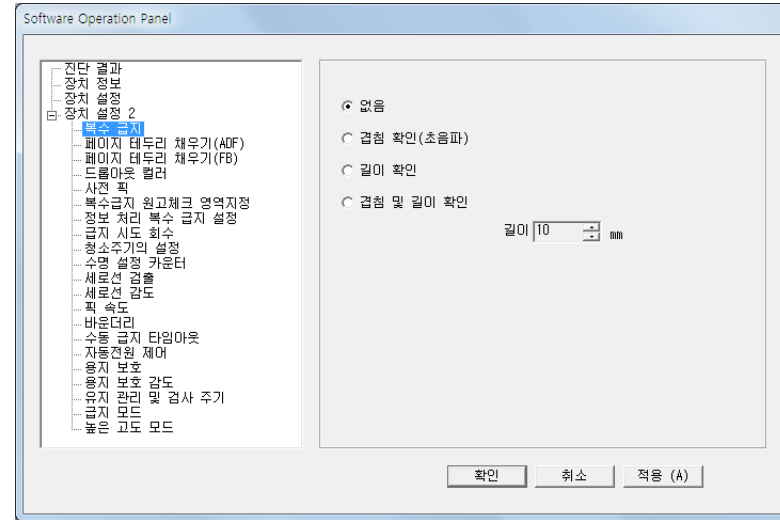 Software Operation Panel
진단 결과
장치 정보
장치 설정
장치 설정 2
복수 급지
페이지 테두리 채우기(ADF)
페이지 테두리 채우기(FB)
드롭아웃 컬러
사전 픽
복수급지 원고체크 영역지정
정보 처리 복수 급지 설정
급지 시도 회수
청소주기의 설정
수명 설정 카운터
세로선 검출
세로선 감도
픽 속도
바운더리
수동 급지 타임아웃
자동전원 제어
용지 보호
용지 보호 감도
유지 관리 및 검사 주기
급지 모드
높은 고도 모드
없음
겹침 확인(초음파)
길이 확인
겹침 및 길이 확인
길이 10 mm
확인 취소 적용 (A)